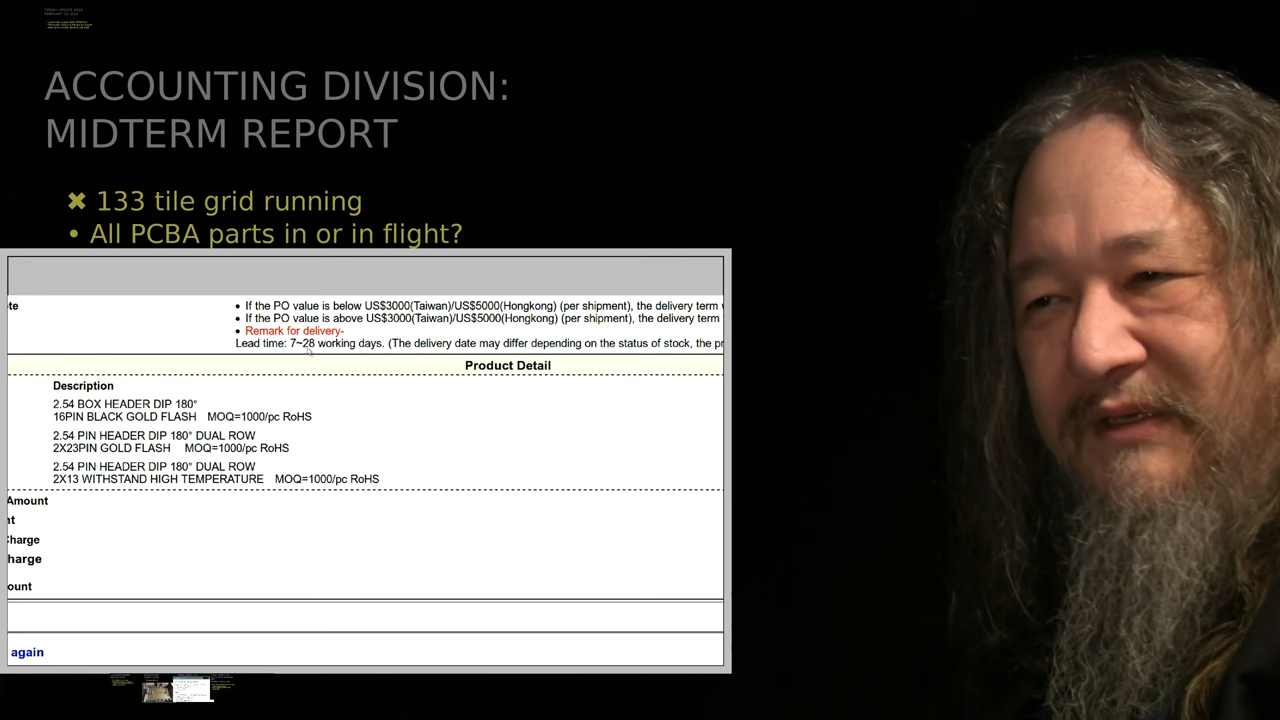 TUESDAY UPDATE
ACCOUNTING DIVISION:
MIDTERM REPORT
✖ 133 tile grid running
• All PCBA parts in or in flight?
te
• If the PO value is below US$3000(Taiwan)/US$5000(Hongkong) (per shipment), the delivery term
• If the PO value is above US$3000(Taiwan)/US$5000(Hongkong) (per shipment), the delivery term
• Remark for delivery-
Lead time: 7~28 working days. (The delivery date may differ depending on the status of stock, the pr
Product Detail
Description
2.54 BOX HEADER DIP 180°
16PIN BLACK GOLD FLASH MOQ=1000/pc RoHS
2.54 PIN HEADER DIP 180° DUAL ROW
2X23PIN GOLD FLASH MOQ=1000/pc RoHS
2.54 PIN HEADER DIP 180° DUAL ROW
2X13 WITHSTAND HIGH TEMPERATURE MOQ=1000/pc RoHS
Amount
nt
Charge
harge
ount
again